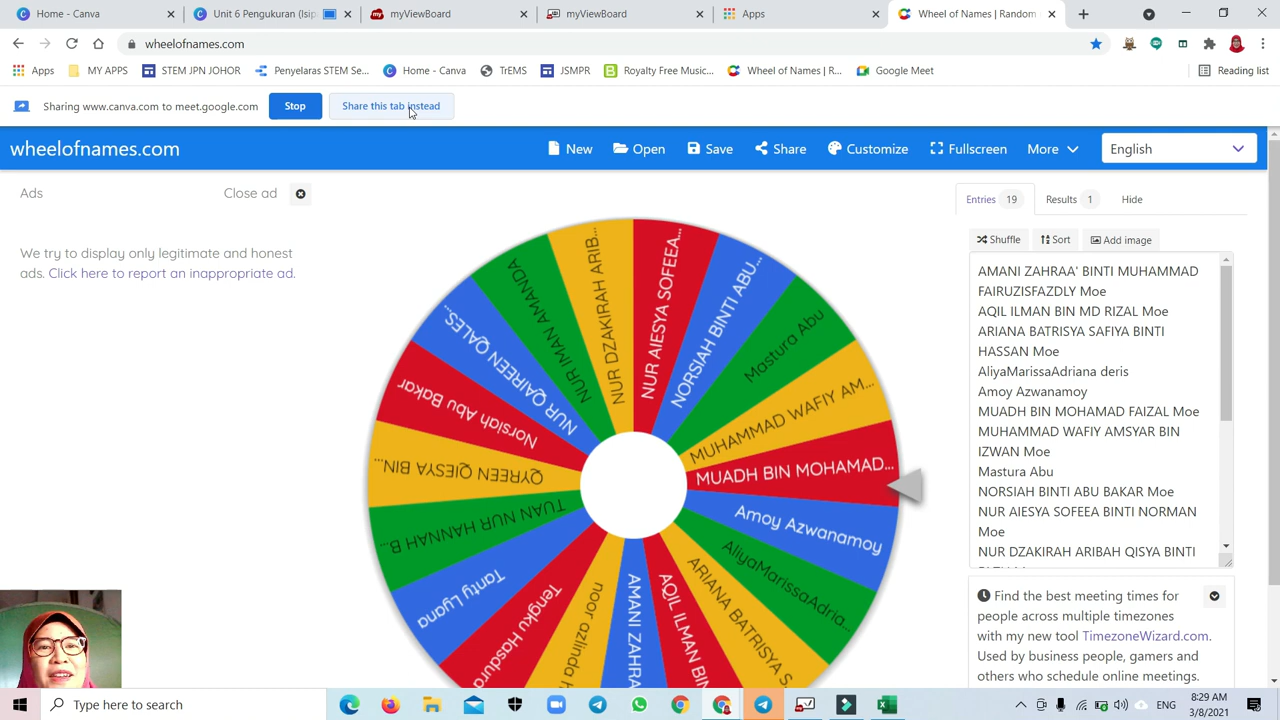 Home - Canva
Unit 6 Pengukuran (Isip
myViewBoard
myViewBoard
Apps
Wheel of Names | Random
wheelofnames.com
Apps
MY APPS
STEM JPN JOHOR
Penyelaras STEM Se...
Home - Canva
TrEMS
JSMPR
Royalty Free Music...
Wheel of Names | R...
Google Meet
Reading list
Sharing www.canva.com to meet.google.com
Stop
Share this tab instead
wheelofnames.com
New
Open
Save
Share
Customize
Fullscreen
More
English
Ads
Close ad
We try to display only legitimate and honest
ads. Click here to report an inappropriate ad.
Entries 19
Results 1
Hide
Shuffle
Sort
Add image
AMANI ZAHRAA' BINTI MUHAMMAD
FAIRUZISFAZDLY Moe
AQIL ILMAN BIN MD RIZAL Moe
ARIANA BATRISYA SAFIYA BINTI
HASSAN Moe
AliyaMarissaAdriana deris
Amoy Azwanamoy
MUADH BIN MOHAMAD FAIZAL Moe
MUHAMMAD WAFIY AMSYAR BIN
IZWAN Moe
Mastura Abu
NORSIAH BINTI ABU BAKAR Moe
NUR AIESYA SOFEEA BINTI NORMAN
Moe
NUR DZAKIRAH ARIBAH QISYA BINTI
NUR AIESYA SOFEEA...
NORSIAH BINTI ABU...
Mastura Abu
MUHAMMAD WAFIY AM...
MUADH BIN MOHAMAD...
Amoy Azwanamoy
AliyaMarissaAdria...
ARIANA BATRISYA S
AQIL ILMAN BIN
AMANI ZAHRA
noor azlinda
Tengku Hasdura
Tanty Lyana
TUAN NUR HANNAH B...
QYREEN QIESYA BIN...
Norsiah Abu Bakar
NUR QAIREEN QALES...
NUR IMAN AMANDA
NUR DZAKIRAH ARIB...
Find the best meeting times for
people across multiple timezones
with my new tool TimezoneWizard.com.
Used by business people, gamers and
others who schedule online meetings.
Type here to search
ENG
8:29 AM
3/8/2021